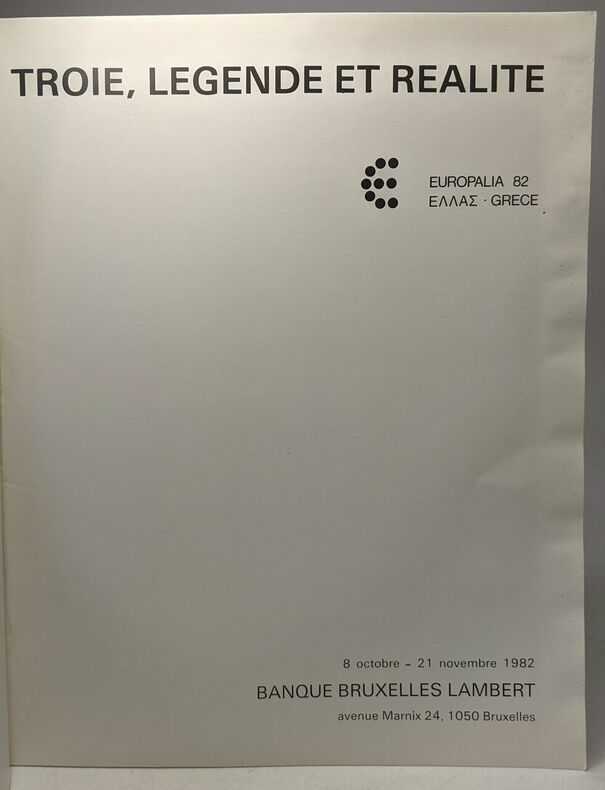 TROIE, LEGENDE ET REALITE
EUROPALIA 82
ΕΛΛΑΣ · GRECE
8 octobre – 21 novembre 1982
BANQUE BRUXELLES LAMBERT
avenue Marnix 24, 1050 Bruxelles